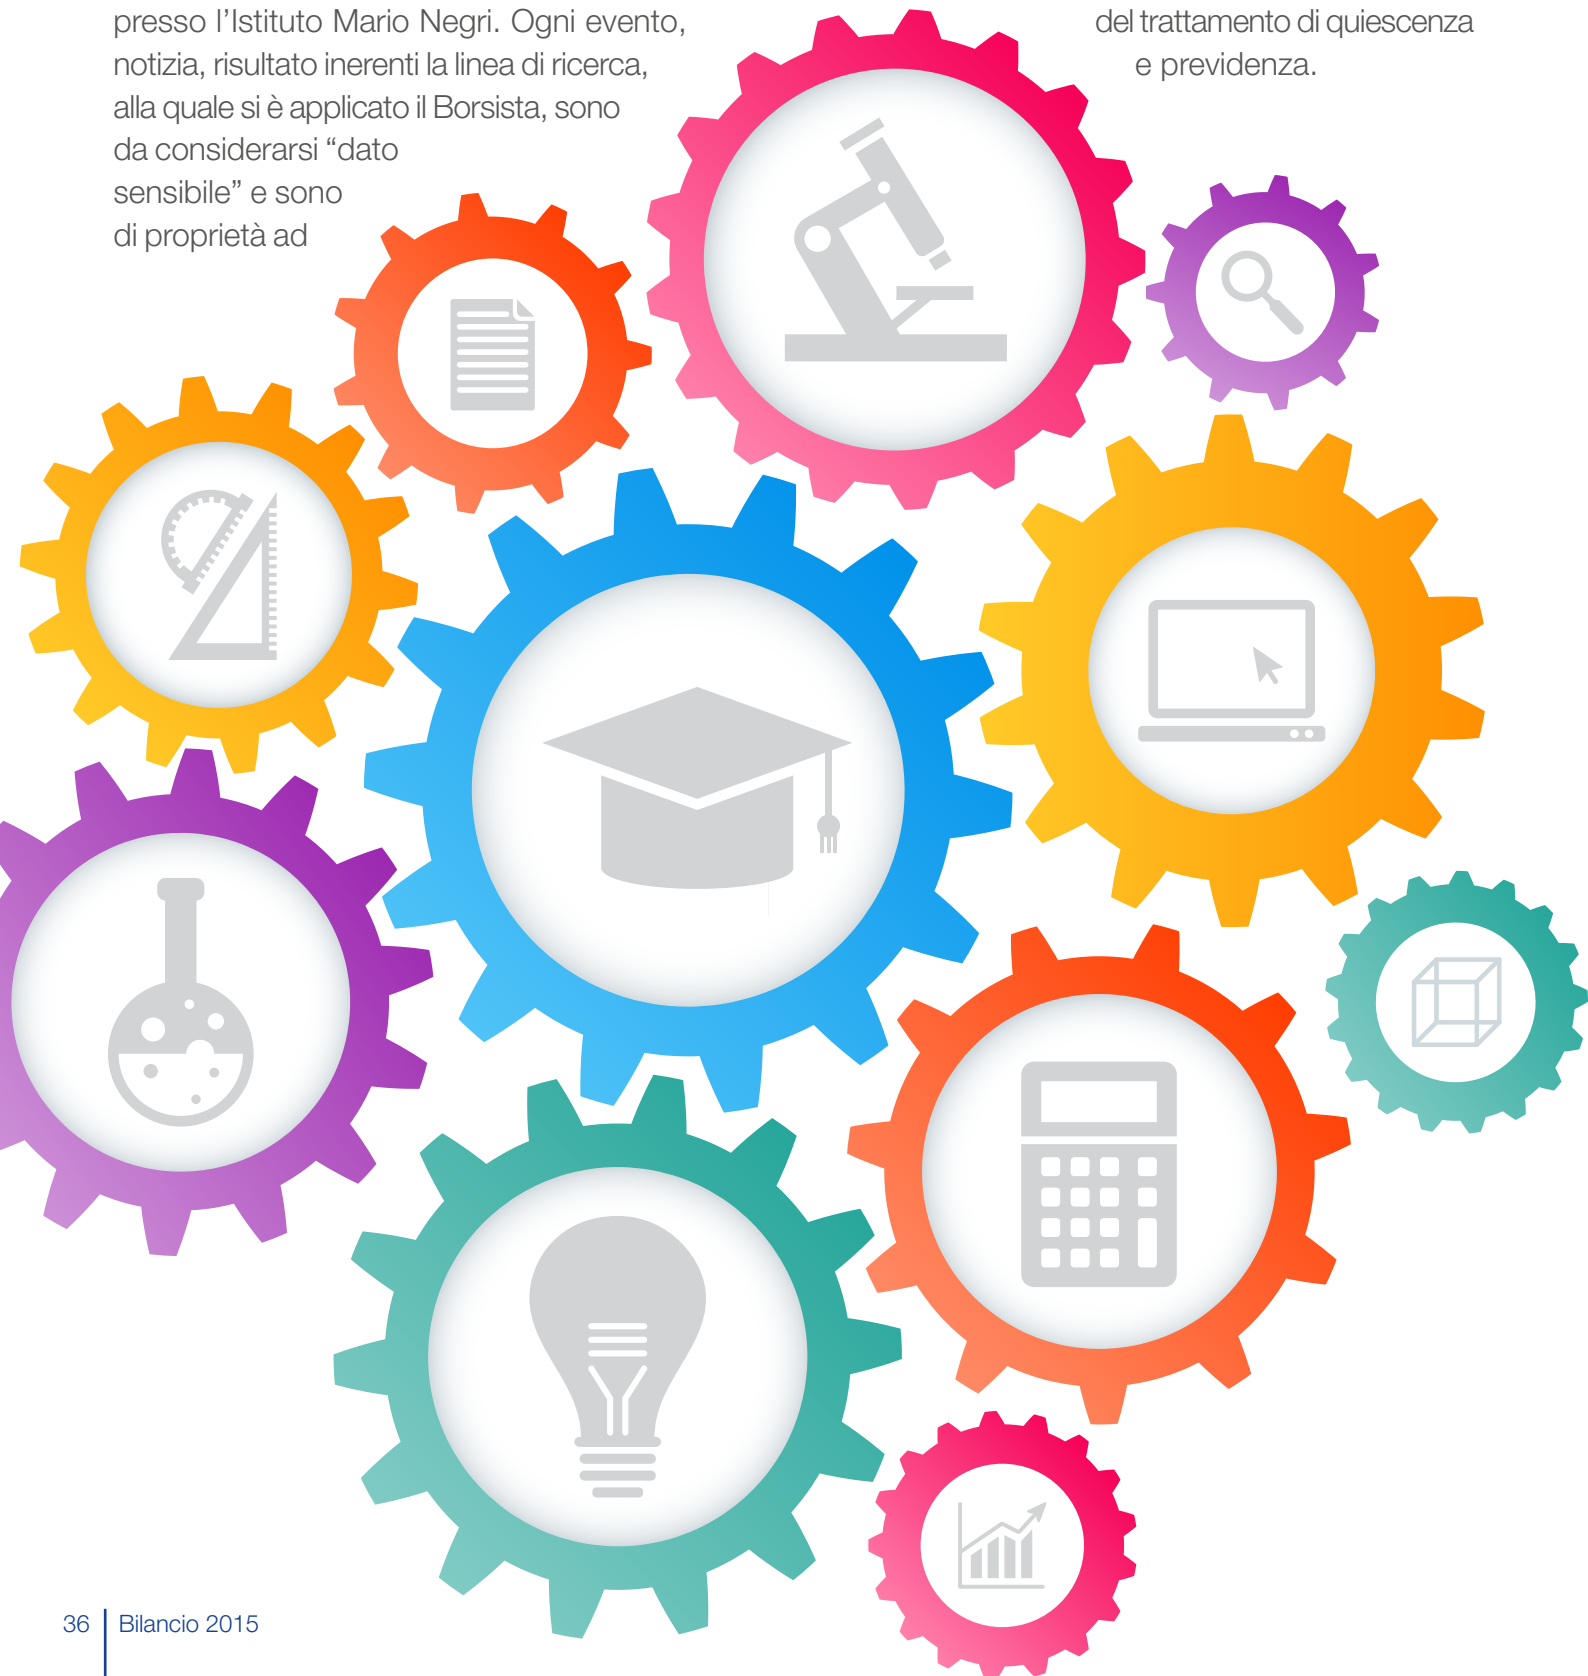 presso l’Istituto Mario Negri. Ogni evento,
notizia, risultato inerenti la linea di ricerca,
alla quale si è applicato il Borsista, sono
da considerarsi “dato
sensibile” e sono
di proprietà ad
del trattamento di quiescenza
e previdenza.
36 Bilancio 2015